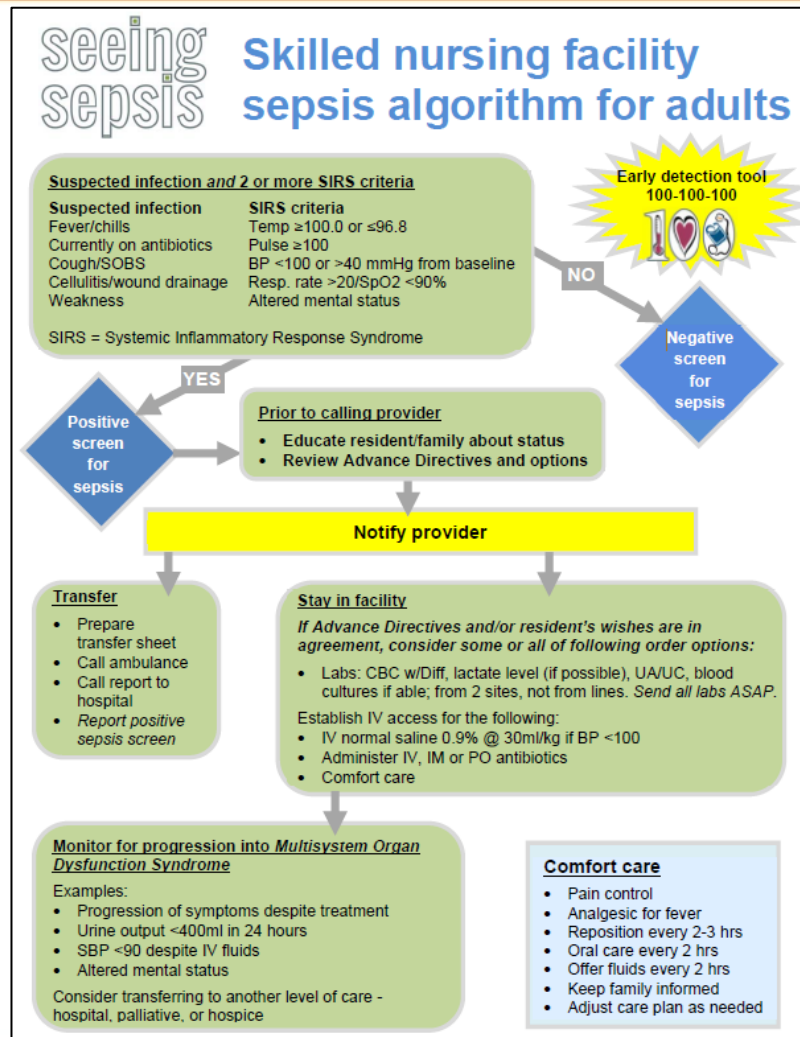 seeing
sepsis
Skilled nursing facility
sepsis algorithm for adults
Suspected infection and 2 or more SIRS criteria
Suspected infection SIRS criteria
Fever/chills Temp ≥100.0 or ≤96.8
Currently on antibiotics Pulse ≥100
Cough/SOBS BP <100 or >40 mmHg from baseline
Cellulitis/wound drainage Resp. rate >20/SpO2 <90%
Weakness Altered mental status
SIRS = Systemic Inflammatory Response Syndrome
Early detection tool
100-100-100
100
NO
Negative
screen
for
sepsis
YES
Positive
screen
for
sepsis
Prior to calling provider
• Educate resident/family about status
• Review Advance Directives and options
Notify provider
Transfer
• Prepare
transfer sheet
• Call ambulance
• Call report to
hospital
• Report positive
sepsis screen
Stay in facility
If Advance Directives and/or resident's wishes are in
agreement, consider some or all of following order options:
• Labs: CBC w/Diff, lactate level (if possible), UA/UC, blood
cultures if able; from 2 sites, not from lines. Send all labs ASAP.
Establish IV access for the following:
• IV normal saline 0.9% @ 30ml/kg if BP <100
• Administer IV, IM or PO antibiotics
• Comfort care
Monitor for progression into Multisystem Organ
Dysfunction Syndrome
Examples:
• Progression of symptoms despite treatment
• Urine output <400ml in 24 hours
• SBP <90 despite IV fluids
• Altered mental status
Consider transferring to another level of care -
hospital, palliative, or hospice
Comfort care
• Pain control
• Analgesic for fever
• Reposition every 2-3 hrs
• Oral care every 2 hrs
• Offer fluids every 2 hrs
• Keep family informed
• Adjust care plan as needed